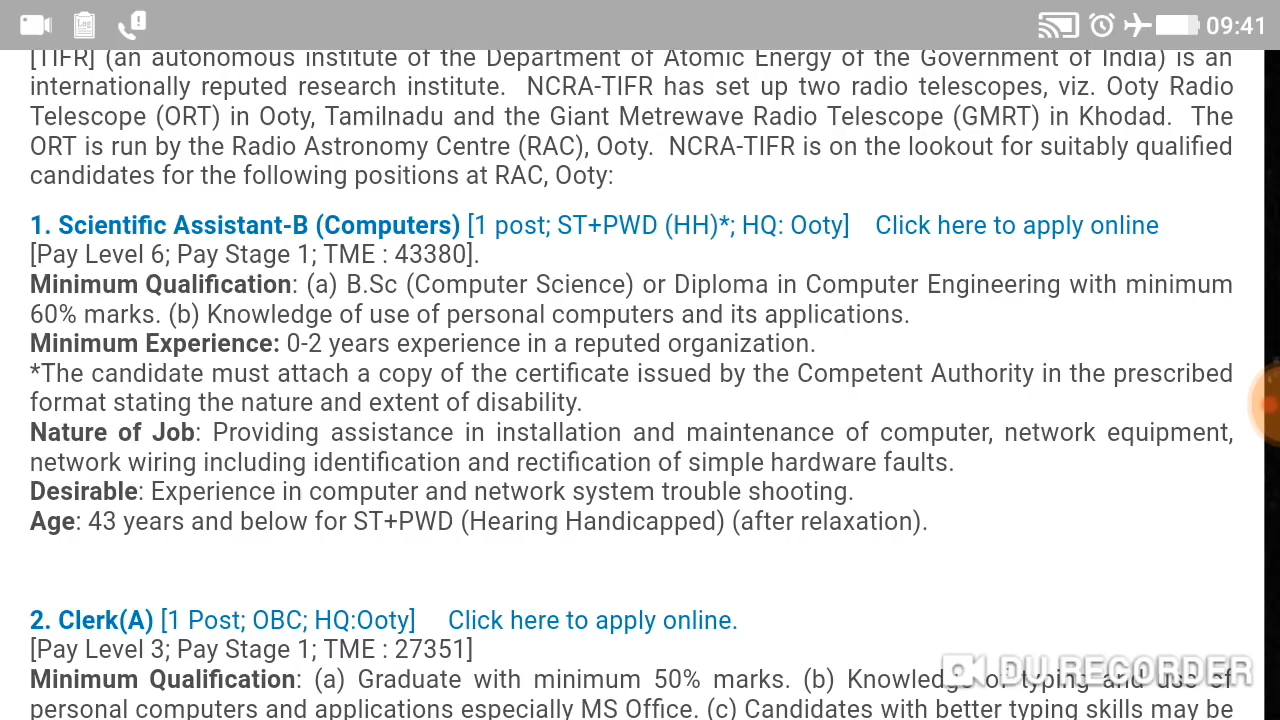 09:41
[TIFR] (an autonomous institute of the Department of Atomic Energy of the Government of India) is an
internationally reputed research institute. NCRA-TIFR has set up two radio telescopes, viz. Ooty Radio
Telescope (ORT) in Ooty, Tamilnadu and the Giant Metrewave Radio Telescope (GMRT) in Khodad. The
ORT is run by the Radio Astronomy Centre (RAC), Ooty. NCRA-TIFR is on the lookout for suitably qualified
candidates for the following positions at RAC, Ooty:
1. Scientific Assistant-B (Computers) [1 post; ST+PWD (HH)*; HQ: Ooty] Click here to apply online
[Pay Level 6; Pay Stage 1; TME : 43380].
Minimum Qualification: (a) B.Sc (Computer Science) or Diploma in Computer Engineering with minimum
60% marks. (b) Knowledge of use of personal computers and its applications.
Minimum Experience: 0-2 years experience in a reputed organization.
*The candidate must attach a copy of the certificate issued by the Competent Authority in the prescribed
format stating the nature and extent of disability.
Nature of Job: Providing assistance in installation and maintenance of computer, network equipment,
network wiring including identification and rectification of simple hardware faults.
Desirable: Experience in computer and network system trouble shooting.
Age: 43 years and below for ST+PWD (Hearing Handicapped) (after relaxation).
2. Clerk(A) [1 Post; OBC; HQ:Ooty] Click here to apply online.
[Pay Level 3; Pay Stage 1; TME : 27351]
Minimum Qualification: (a) Graduate with minimum 50% marks. (b) Knowledge of typing and use of
personal computers and applications especially MS Office. (c) Candidates with better typing skills may be
DU RECORDER